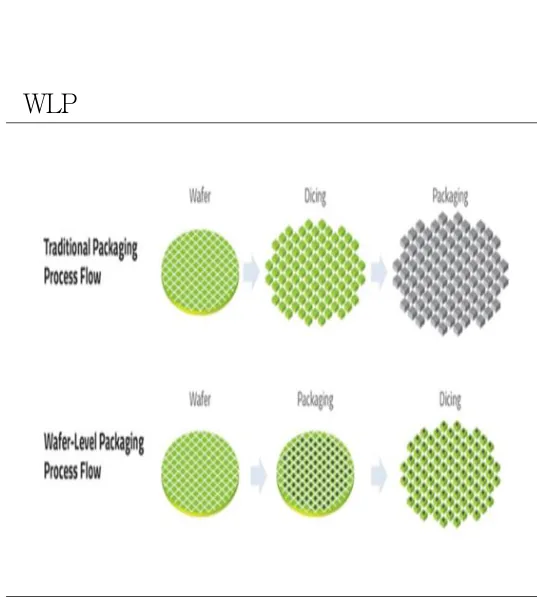 WLP
Wafer Dicing Packaging
Traditional Packaging
Process Flow
Wafer Packaging Dicing
Wafer-Level Packaging
Process Flow